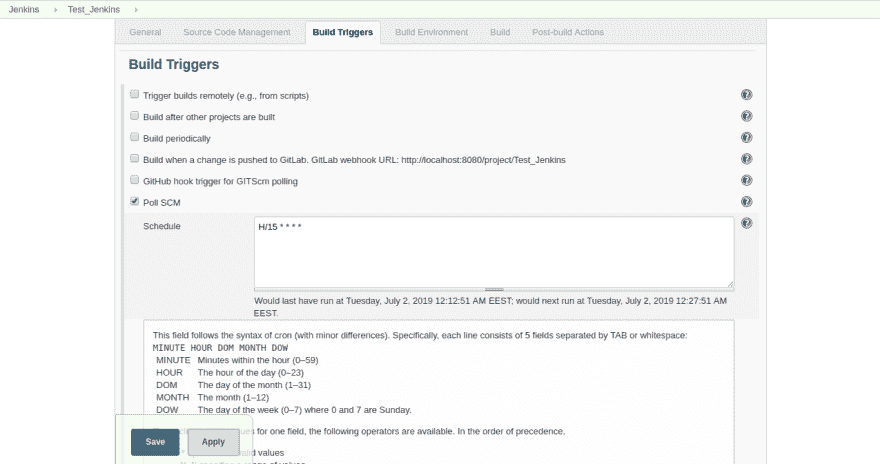 Jenkins › Test_Jenkins ›
General Source Code Management Build Triggers Build Environment Build Post-build Actions
Build Triggers
Trigger builds remotely (e.g., from scripts)
Build after other projects are built
Build periodically
Build when a change is pushed to GitLab. GitLab webhook URL: http://localhost:8080/project/Test_Jenkins
GitHub hook trigger for GITScm polling
Poll SCM
Schedule
H/15 * * * *
Would last have run at Tuesday, July 2, 2019 12:12:51 AM EEST; would next run at Tuesday, July 2, 2019 12:27:51 AM
EEST.
This field follows the syntax of cron (with minor differences). Specifically, each line consists of 5 fields separated by TAB or whitespace:
MINUTE HOUR DOM MONTH DOW
MINUTE Minutes within the hour (0–59)
HOUR The hour of the day (0–23)
DOM The day of the month (1–31)
MONTH The month (1–12)
DOW The day of the week (0–7) where 0 and 7 are Sunday.
for one field, the following operators are available. In the order of precedence,
Save Apply
values